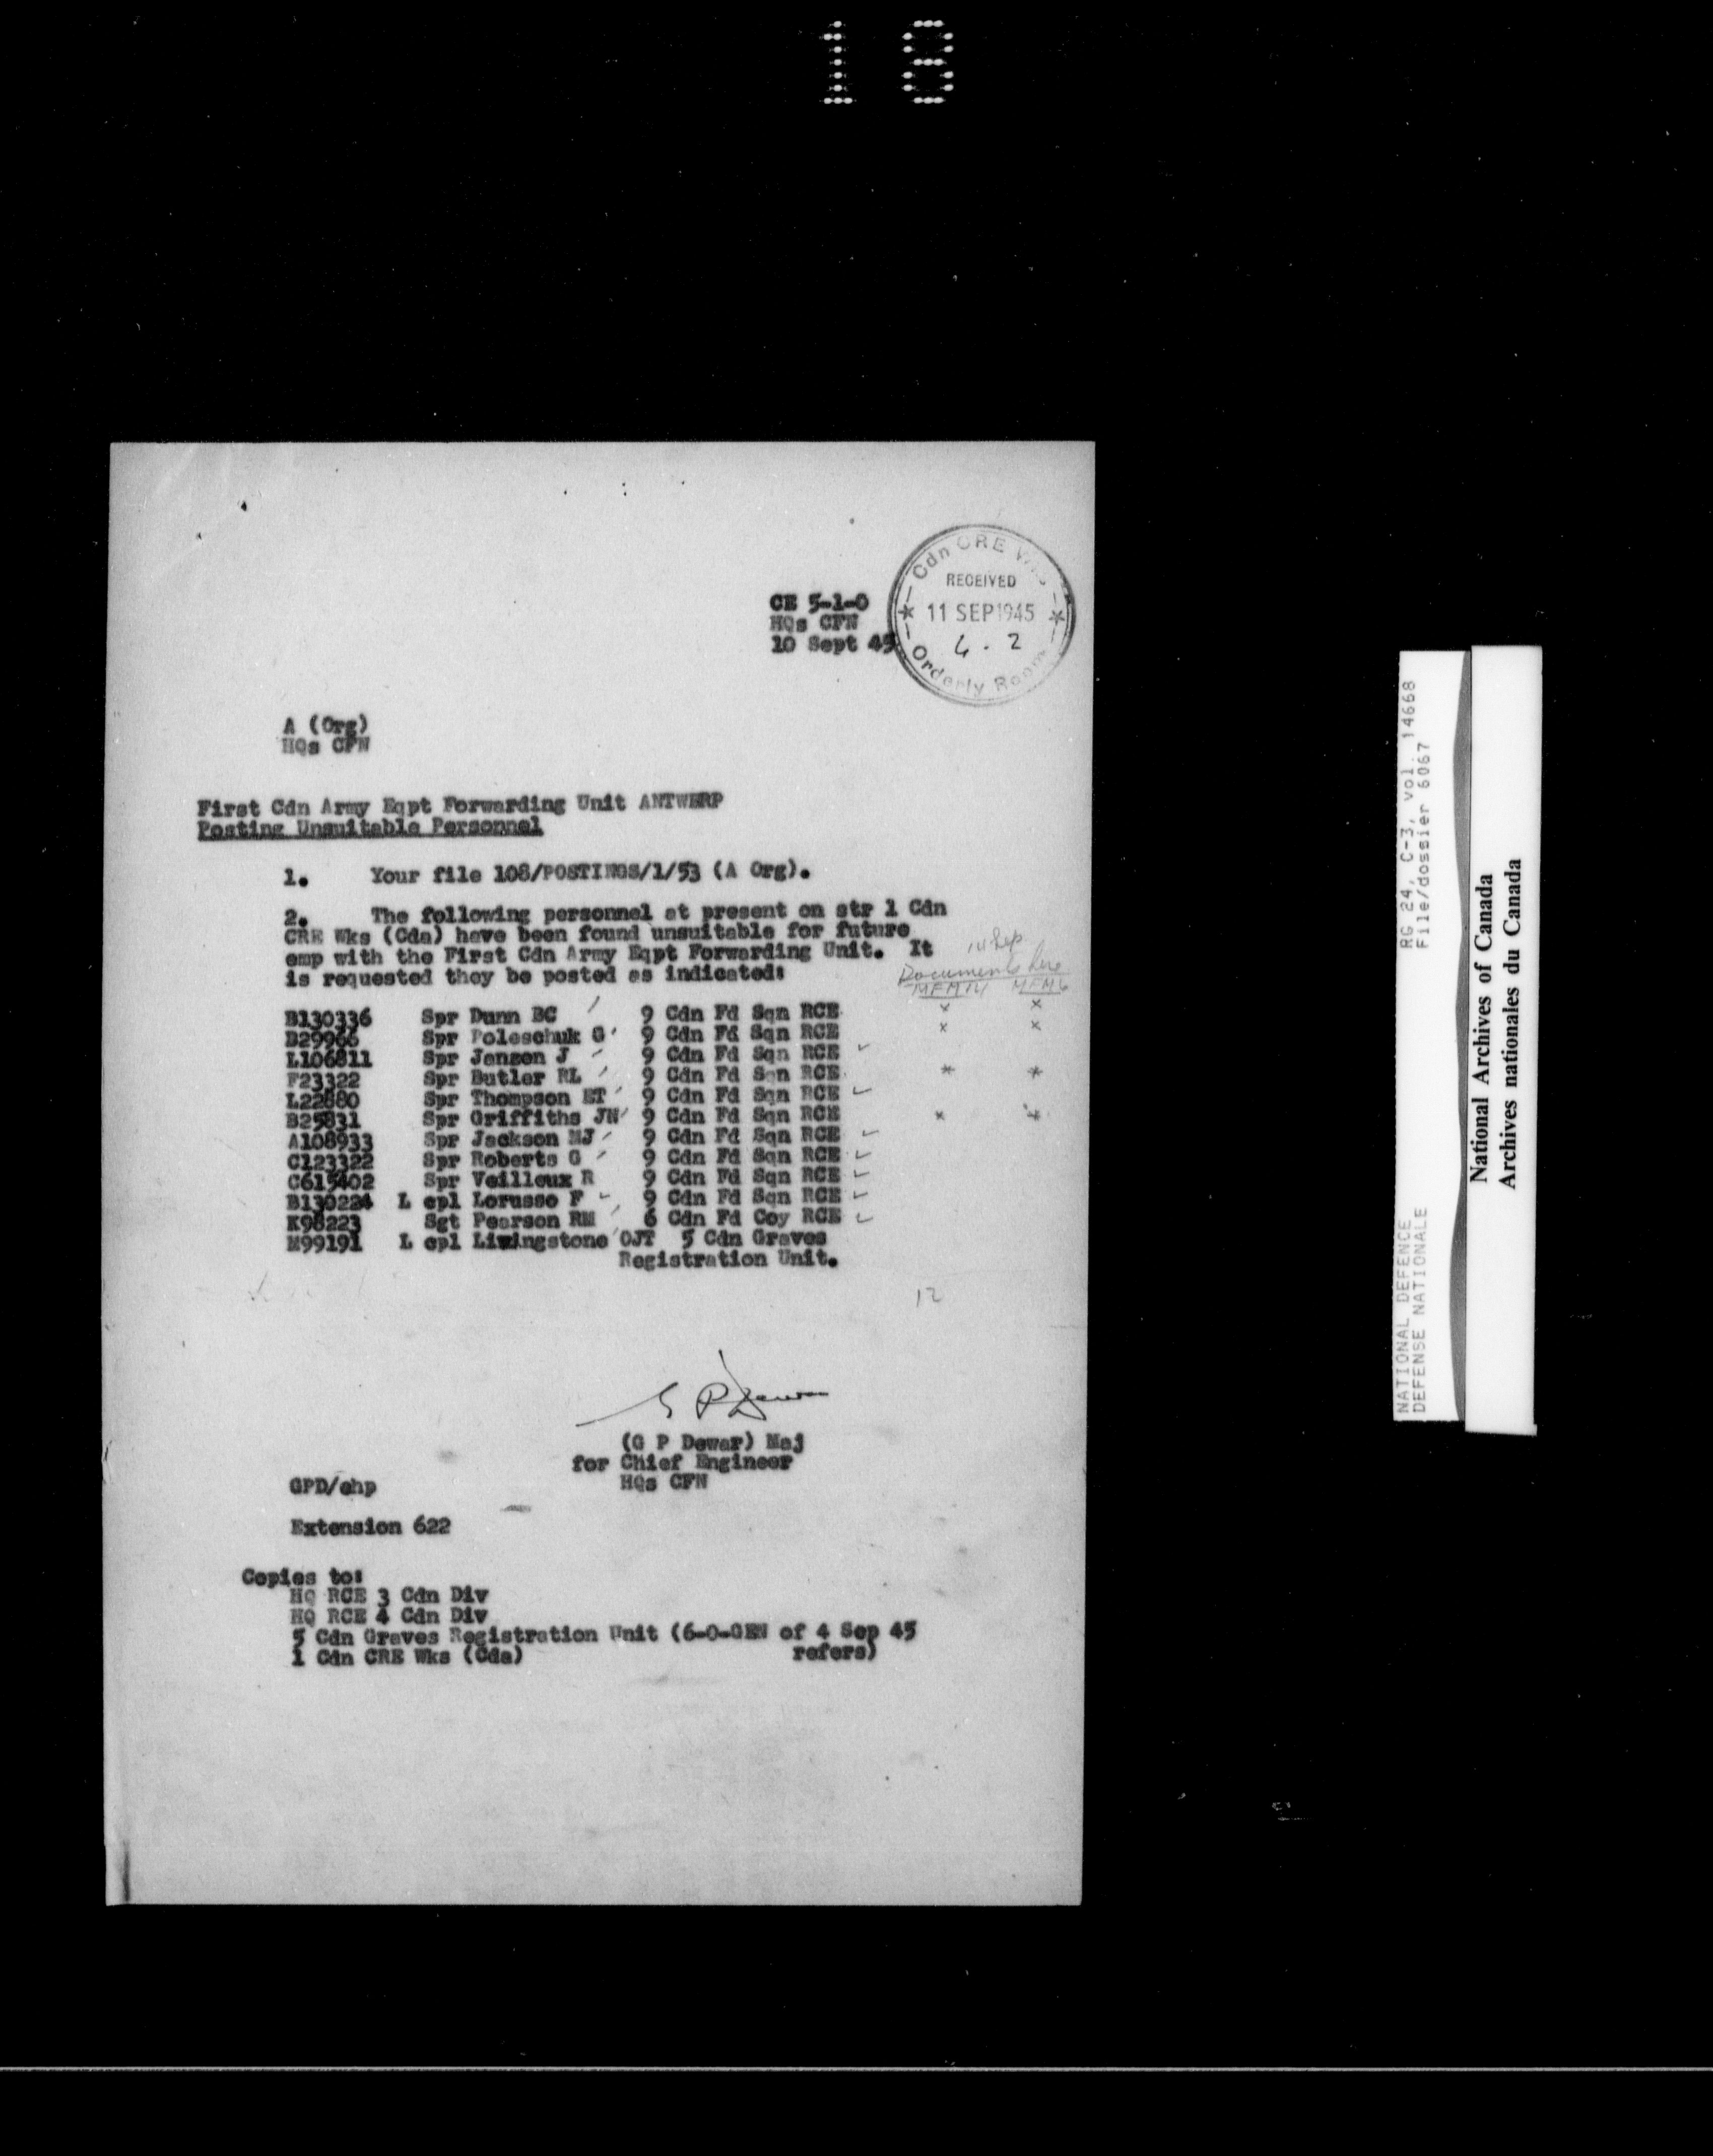 18
CE 5-1-0
HQs CFN
10 Sept 45
Cdn CRE
RECEIVED
11 SEP 1945
4.2
Orderly Room
A (Org)
HQs CFN
First Cdn Army Eqpt Forwarding Unit ANTWERP
Posting Unsuitable Personnel
1. Your file 108/POSTINGS/1/53 (A Org).
2. The following personnel at present on str 1 Cdn
CRE Wks (Cda) have been found unsuitable for future
emp with the First Cdn Army Eqpt Forwarding Unit. It
is requested they be posted as indicated:
Documents here
MFM14 MFM6
B130336 Spr Dunn BC 9 Cdn Fd Sqn RCE x x
B29966 Spr Poleschuk G 9 Cdn Fd Sqn RCE x x
L106811 Spr Janzen J 9 Cdn Fd Sqn RCE ✓
F23322 Spr Butler RL 9 Cdn Fd Sqn RCE x x
L22880 Spr Thompson ET 9 Cdn Fd Sqn RCE ✓
B25831 Spr Griffiths JW 9 Cdn Fd Sqn RCE x x
A108933 Spr Jackson MJ 9 Cdn Fd Sqn RCE ✓
C123322 Spr Roberts G 9 Cdn Fd Sqn RCE ✓
C615402 Spr Veilleux R 9 Cdn Fd Sqn RCE ✓
B130224 L cpl Lorusso F 9 Cdn Fd Sqn RCE ✓
K98223 Sgt Pearson RM 6 Cdn Fd Coy RCE ✓
M99191 L cpl Livingstone OJT 5 Cdn Graves
Registration Unit.
12
G P Dewar
(G P Dewar) Maj
for Chief Engineer
HQs CFN
GPD/ehp
Extension 622
Copies to:
HQ RCE 3 Cdn Div
HQ RCE 4 Cdn Div
5 Cdn Graves Registration Unit (6-0-GEN of 4 Sep 45
refers)
1 Cdn CRE Wks (Cda)
NATIONAL DEFENCE RG 24, C-3, vol. 14668
DEFENSE NATIONALE File/dossier 6067
National Archives of Canada
Archives nationales du Canada